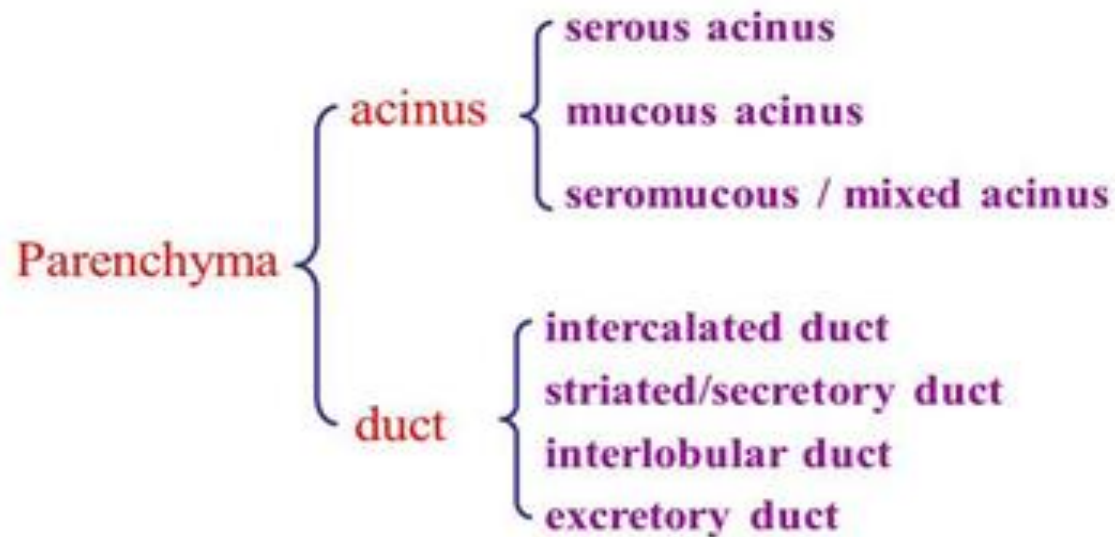 Parenchyma
acinus
serous acinus
mucous acinus
seromucous / mixed acinus
duct
intercalated duct
striated/secretory duct
interlobular duct
excretory duct